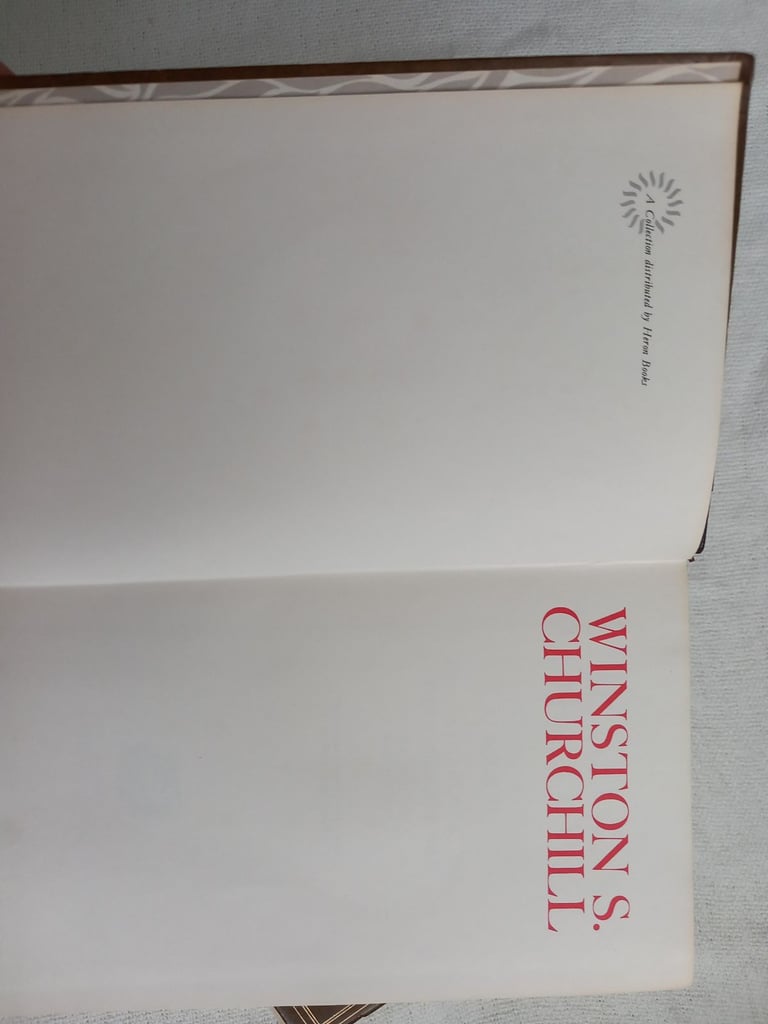 A Collection distributed by Heron Books
WINSTON S.
CHURCHILL